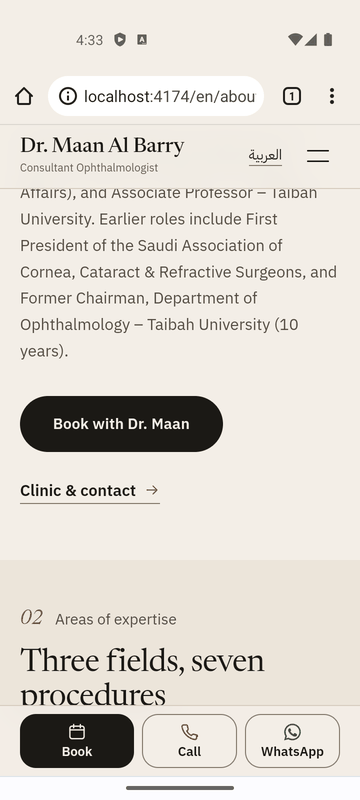 4:33
localhost:4174/en/abou
1
Dr. Maan Al Barry
Consultant Ophthalmologist
العربية
Affairs), and Associate Professor – Taibah
University. Earlier roles include First
President of the Saudi Association of
Cornea, Cataract & Refractive Surgeons, and
Former Chairman, Department of
Ophthalmology – Taibah University (10
years).
Book with Dr. Maan
Clinic & contact →
02 Areas of expertise
Three fields, seven
procedures
Book
Call
WhatsApp